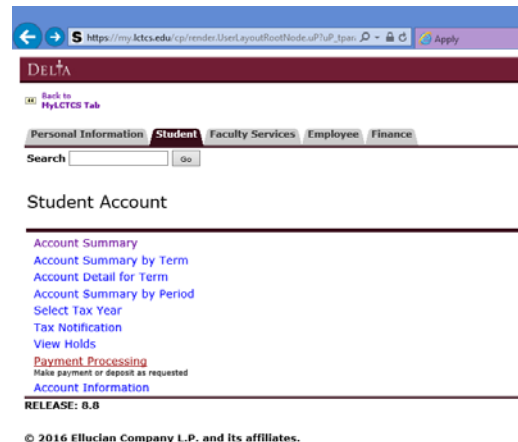 https://my.lctcs.edu/cp/render.UserLayoutRootNode.uP?uP_tpara Apply
DELTA
Back to
MyLCTCS Tab
Personal Information Student Faculty Services Employee Finance
Search Go
Student Account
Account Summary
Account Summary by Term
Account Detail for Term
Account Summary by Period
Select Tax Year
Tax Notification
View Holds
Payment Processing
Make payment or deposit as requested
Account Information
RELEASE: 8.8
© 2016 Ellucian Company L.P. and its affiliates.